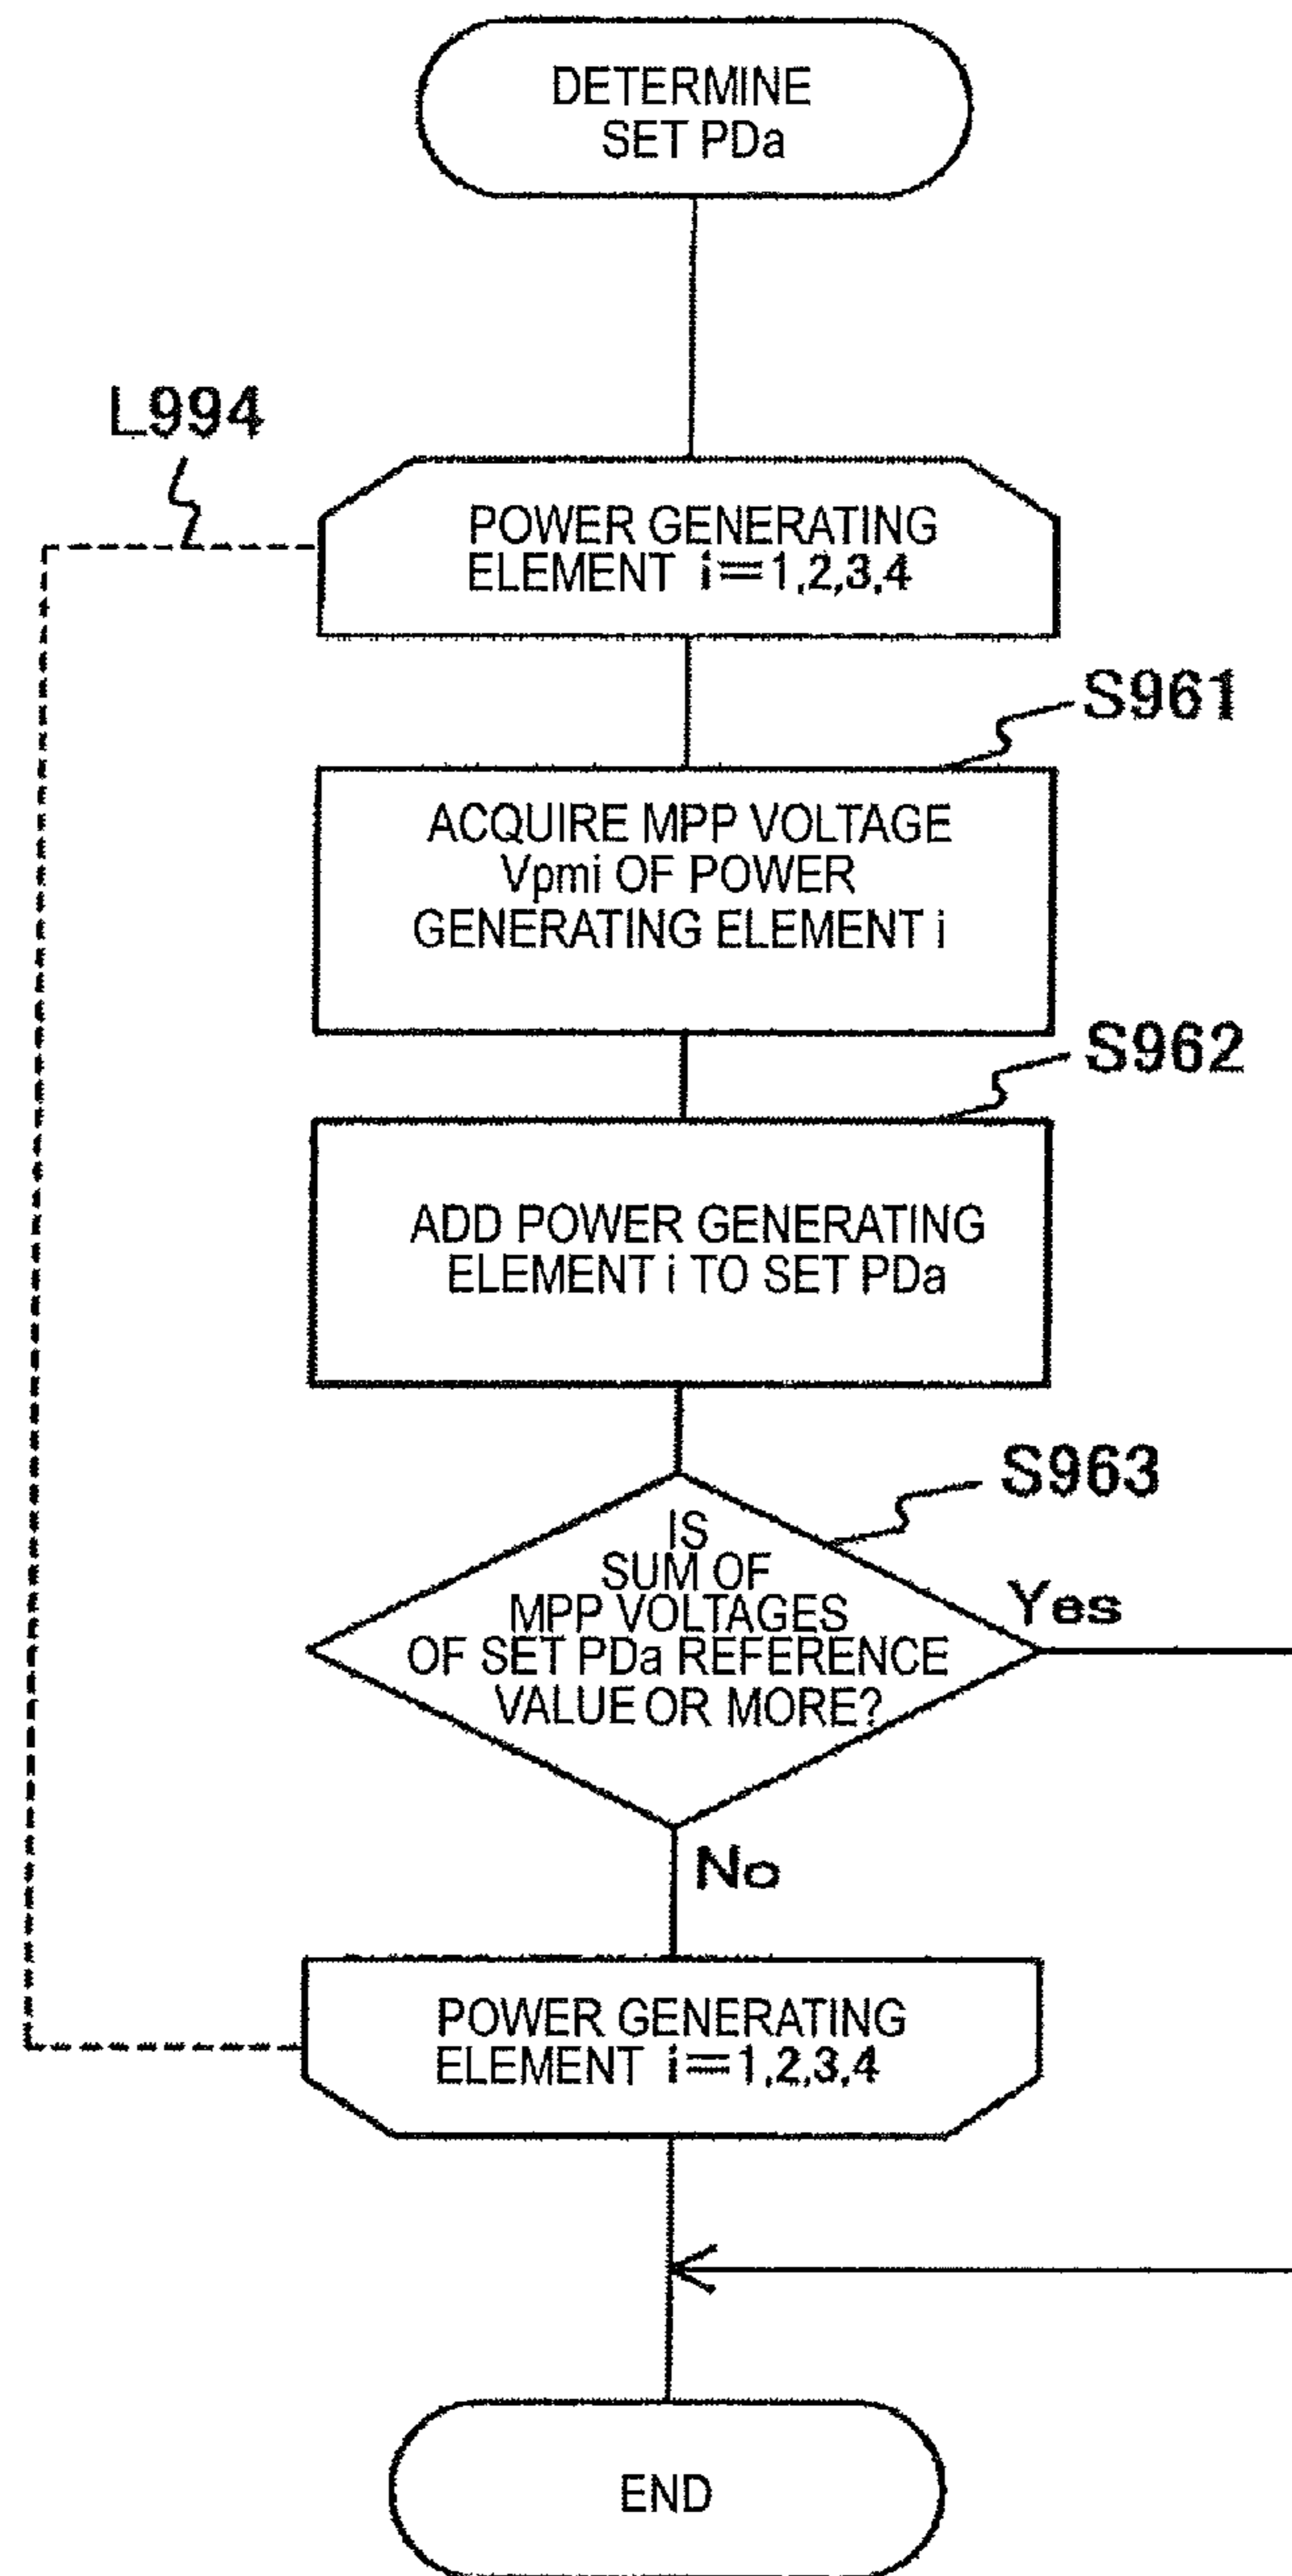 DETERMINE
SET PDa
L994
POWER GENERATING
ELEMENT i=1,2,3,4
S961
ACQUIRE MPP VOLTAGE
Vpmi OF POWER
GENERATING ELEMENT i
S962
ADD POWER GENERATING
ELEMENT i TO SET PDa
S963
IS
SUM OF
MPP VOLTAGES
OF SET PDa REFERENCE
VALUE OR MORE?
Yes
No
POWER GENERATING
ELEMENT i=1,2,3,4
END